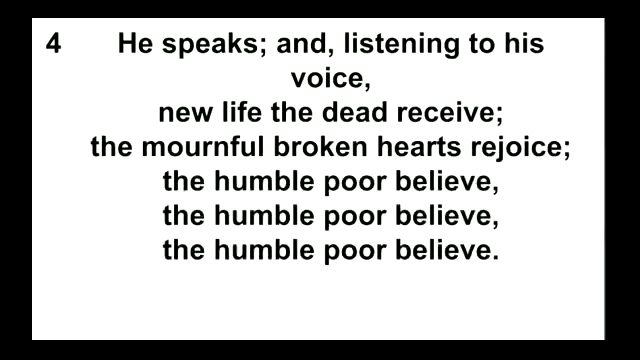 4 He speaks; and, listening to his
voice,
new life the dead receive;
the mournful broken hearts rejoice;
the humble poor believe,
the humble poor believe,
the humble poor believe.